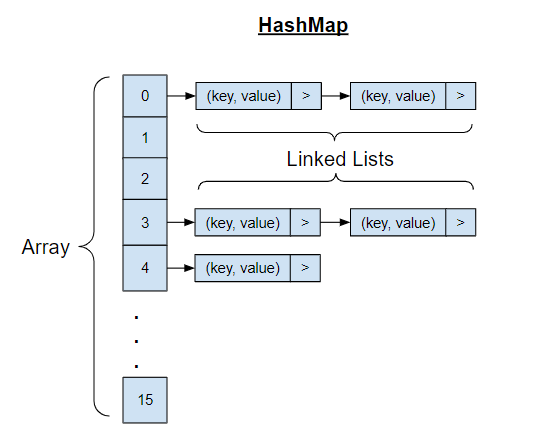 HashMap
0 (key, value) > (key, value) >
1
Linked Lists
2
3 (key, value) > (key, value) >
Array
4 (key, value) >
15